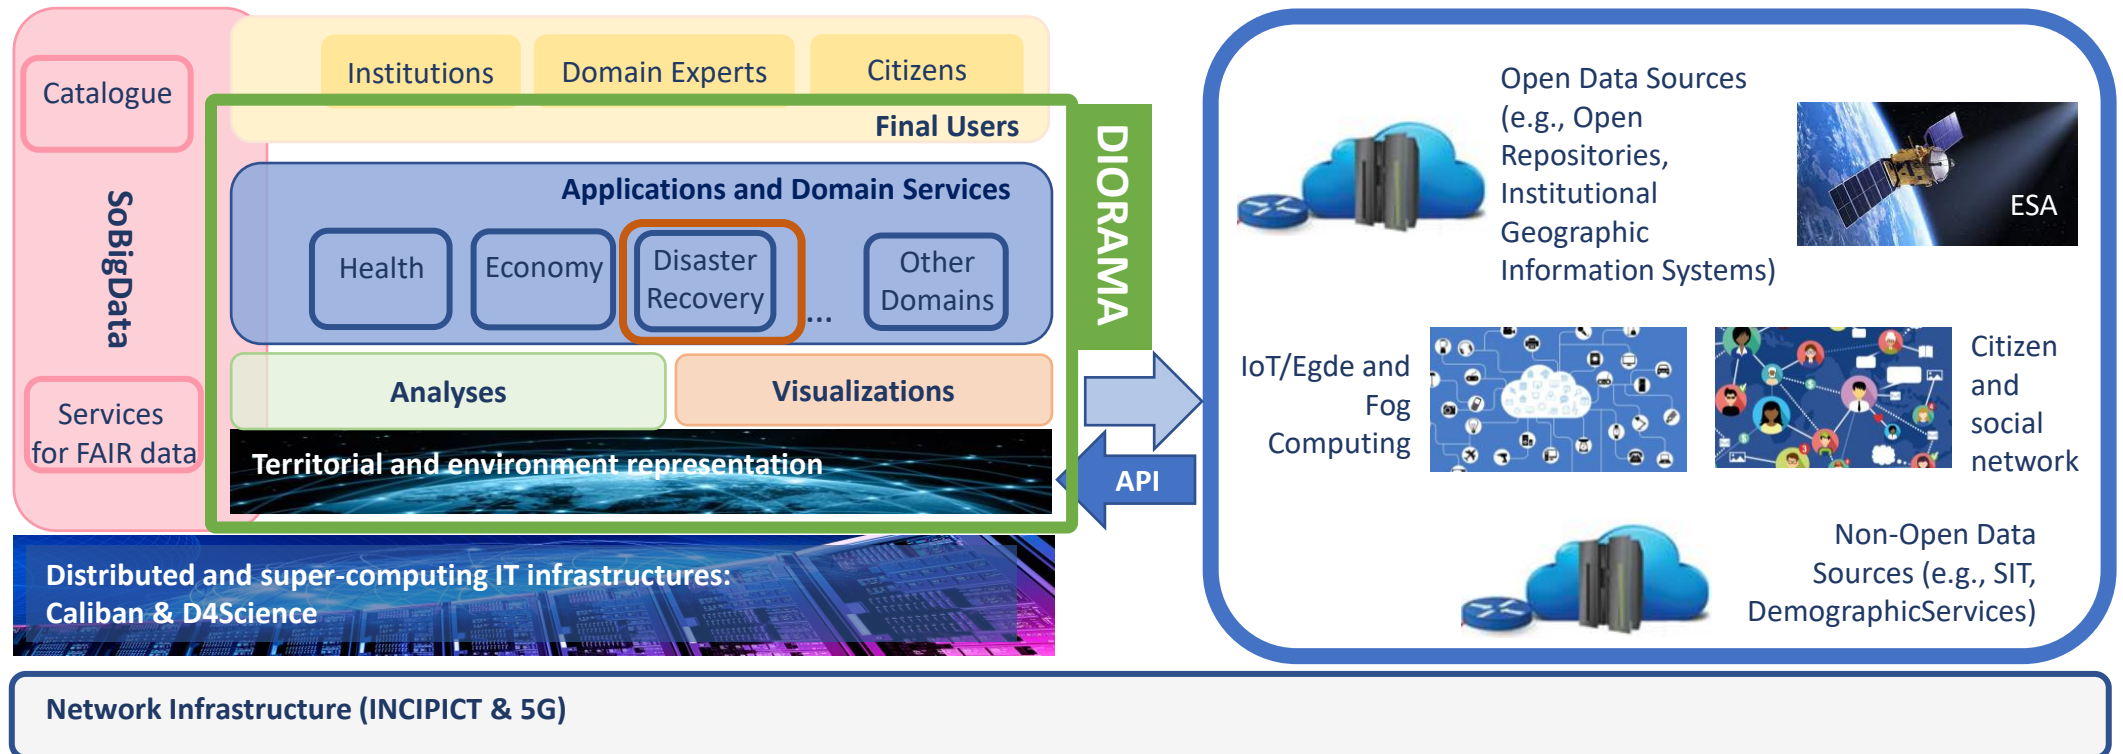 Catalogue
SoBigData
Services
for FAIR data
Institutions
Domain Experts
Citizens
Final Users
Applications and Domain Services
Health
Economy
Disaster
Recovery
...
Other
Domains
Analyses
Visualizations
Territorial and environment representation
DIORAMA
API
Distributed and super-computing IT infrastructures:
Caliban & D4Science
Open Data Sources
(e.g., Open
Repositories,
Institutional
Geographic
Information Systems)
ESA
IoT/Egde and
Fog
Computing
Citizen
and
social
network
Non-Open Data
Sources (e.g., SIT,
DemographicServices)
Network Infrastructure (INCIPICT & 5G)